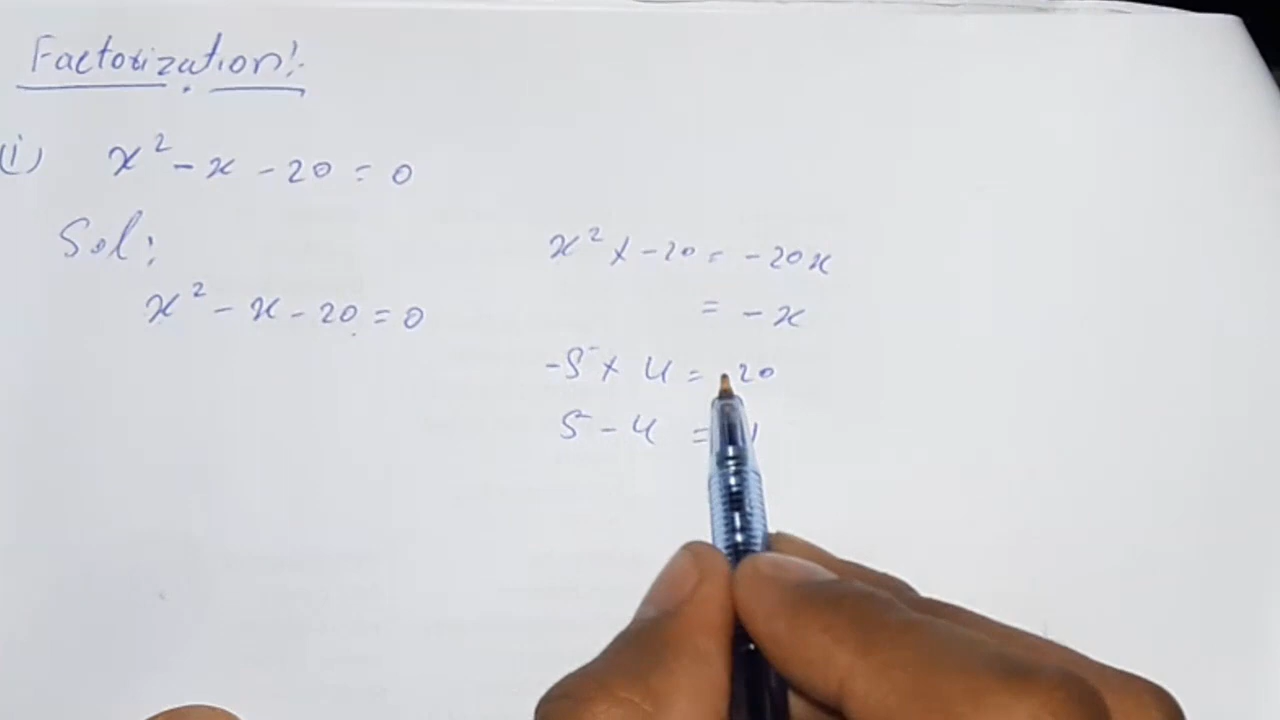 Factorization:
(i) x² - x - 20 = 0
Sol:
x² - x - 20 = 0
x² × -20 = -20x
= -x
-5 × 4 = 20
5 - 4 =